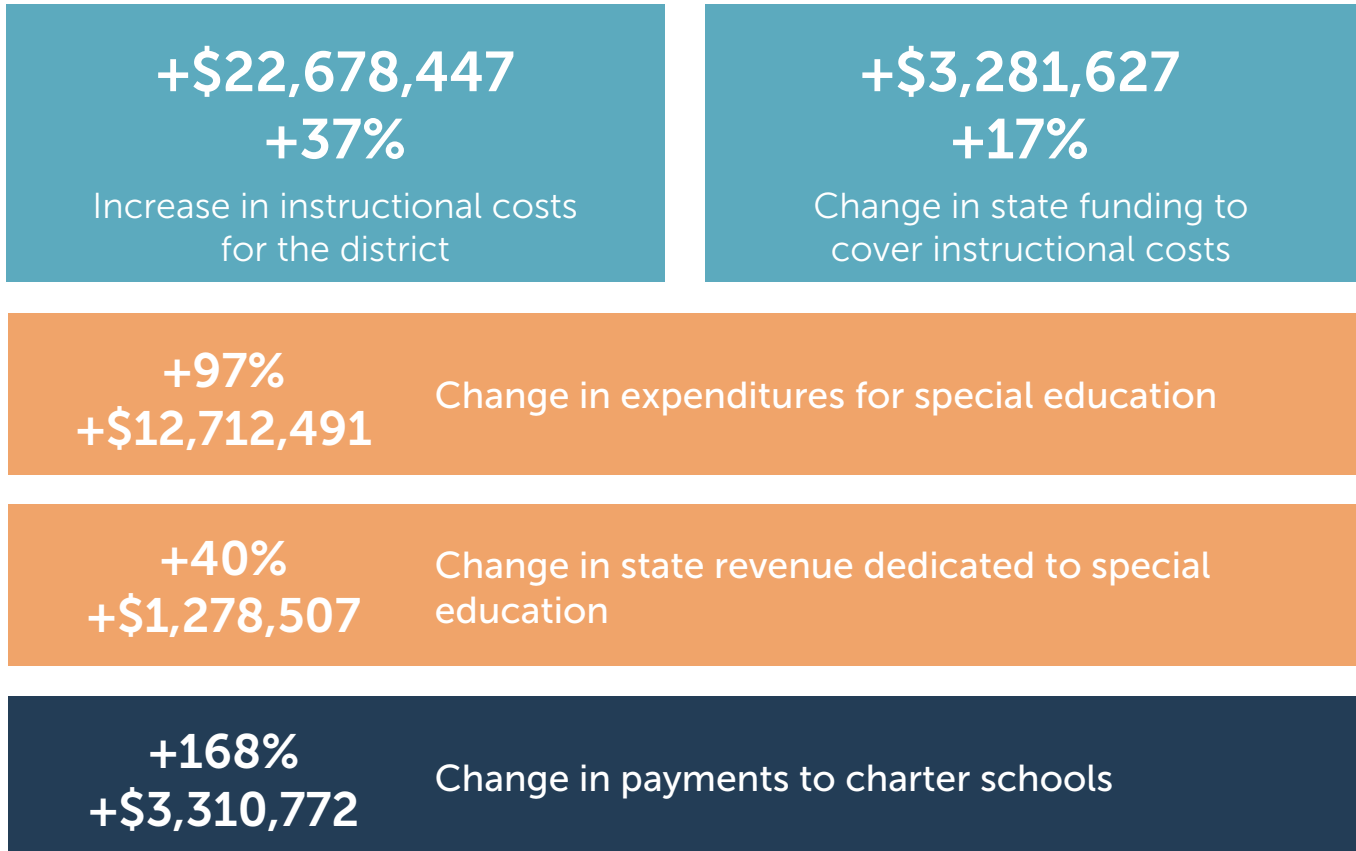 +$22,678,447
+37%
Increase in instructional costs
for the district
+$3,281,627
+17%
Change in state funding to
cover instructional costs
+97%
+$12,712,491
Change in expenditures for special education
+40%
+$1,278,507
Change in state revenue dedicated to special
education
+168%
+$3,310,772
Change in payments to charter schools